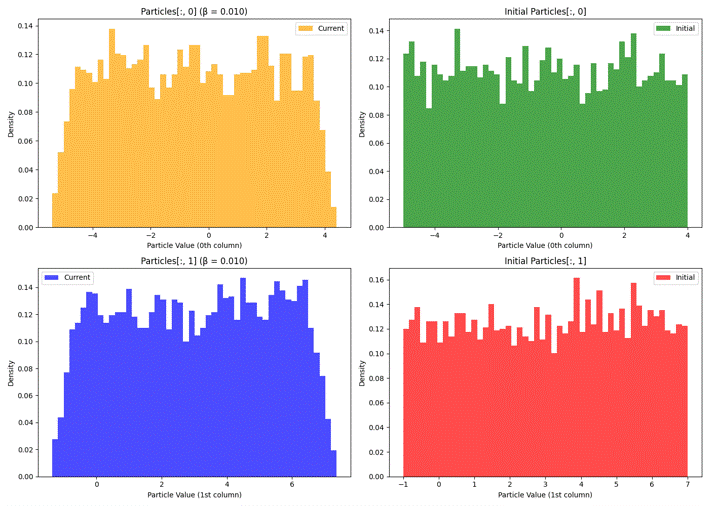 Particles[:, 0] (β = 0.010)
Current
Density
0.14
0.12
0.10
0.08
0.06
0.04
0.02
0.00
−4 −2 0 2 4
Particle Value (0th column)
Initial Particles[:, 0]
Initial
Density
0.14
0.12
0.10
0.08
0.06
0.04
0.02
0.00
−4 −2 0 2 4
Particle Value (0th column)
Particles[:, 1] (β = 0.010)
Current
Density
0.14
0.12
0.10
0.08
0.06
0.04
0.02
0.00
0 2 4 6
Particle Value (1st column)
Initial Particles[:, 1]
Initial
Density
0.16
0.14
0.12
0.10
0.08
0.06
0.04
0.02
0.00
−1 0 1 2 3 4 5 6 7
Particle Value (1st column)